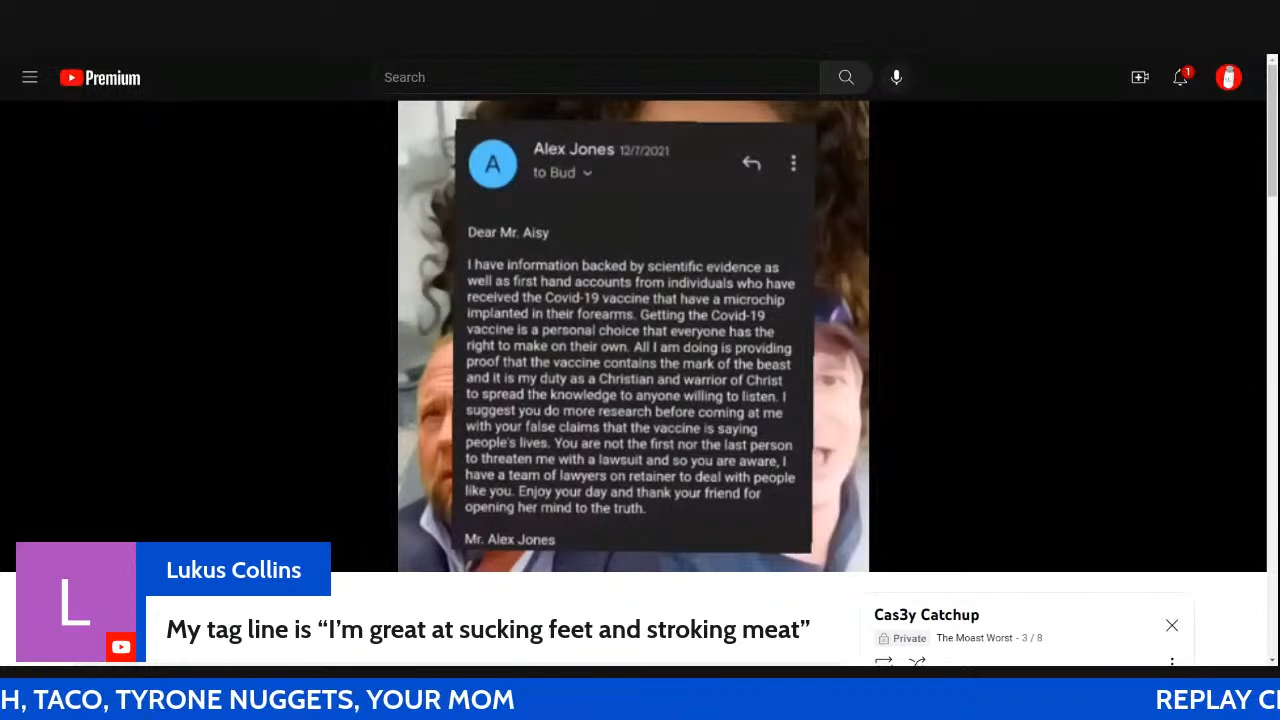 Premium
Search
1
A
Alex Jones 12/7/2021
to Bud
Dear Mr. Aisy
I have information backed by scientific evidence as
well as first hand accounts from individuals who have
received the Covid-19 vaccine that have a microchip
implanted in their forearms. Getting the Covid-19
vaccine is a personal choice that everyone has the
right to make on their own. All I am doing is providing
proof that the vaccine contains the mark of the beast
and it is my duty as a Christian and warrior of Christ
to spread the knowledge to anyone willing to listen. I
suggest you do more research before coming at me
with your false claims that the vaccine is saying
people's lives. You are not the first nor the last person
to threaten me with a lawsuit and so you are aware, I
have a team of lawyers on retainer to deal with people
like you. Enjoy your day and thank your friend for
opening her mind to the truth.
Mr. Alex Jones
L
Lukus Collins
My tag line is “I’m great at sucking feet and stroking meat”
Cas3y Catchup
Private The Moast Worst - 3 / 8
H, TACO, TYRONE NUGGETS, YOUR MOM
REPLAY